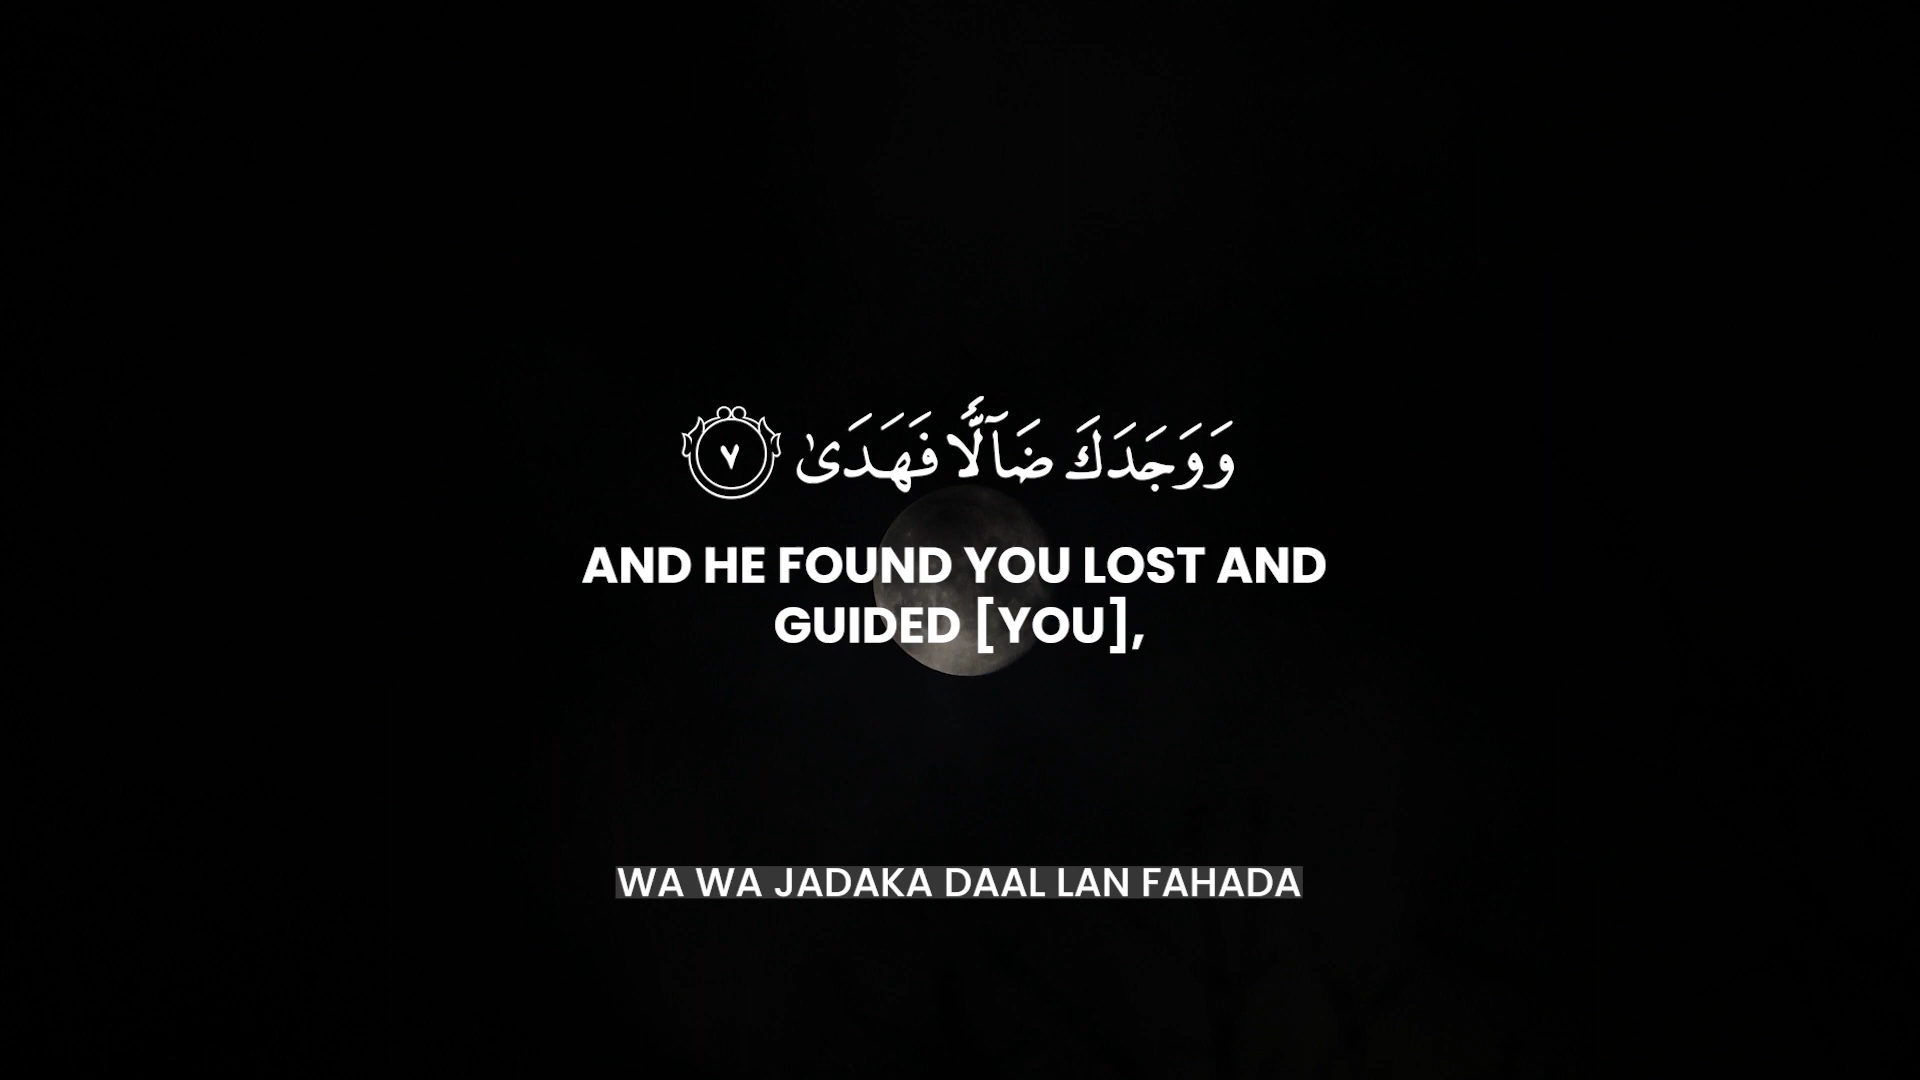 وَوَجَدَكَ ضَآلًّا فَهَدَىٰ ٧
AND HE FOUND YOU LOST AND
GUIDED [YOU],
WA WA JADAKA DAAL LAN FAHADA